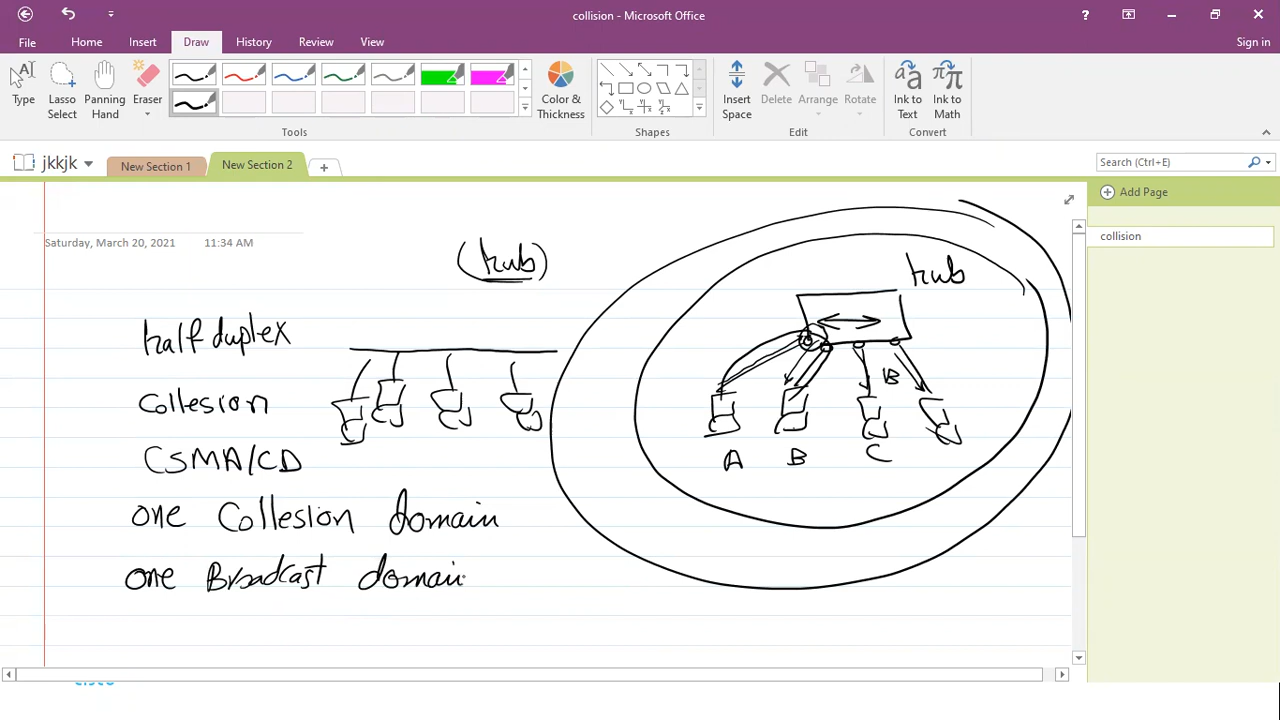 collision - Microsoft Office
?
File
Home
Insert
Draw
History
Review
View
Sign in
Type
Lasso Select
Panning Hand
Eraser
Color & Thickness
Insert Space
Delete
Arrange
Rotate
Ink to Text
Ink to Math
Tools
Shapes
Edit
Convert
jkkjk
New Section 1
New Section 2
Search (Ctrl+E)
Add Page
collision
Saturday, March 20, 2021
11:34 AM
(hub)
hub
half duplex
Collesion
CSMA/CD
one Collesion domain
one Broadcast domain
B
A
B
C
cisco